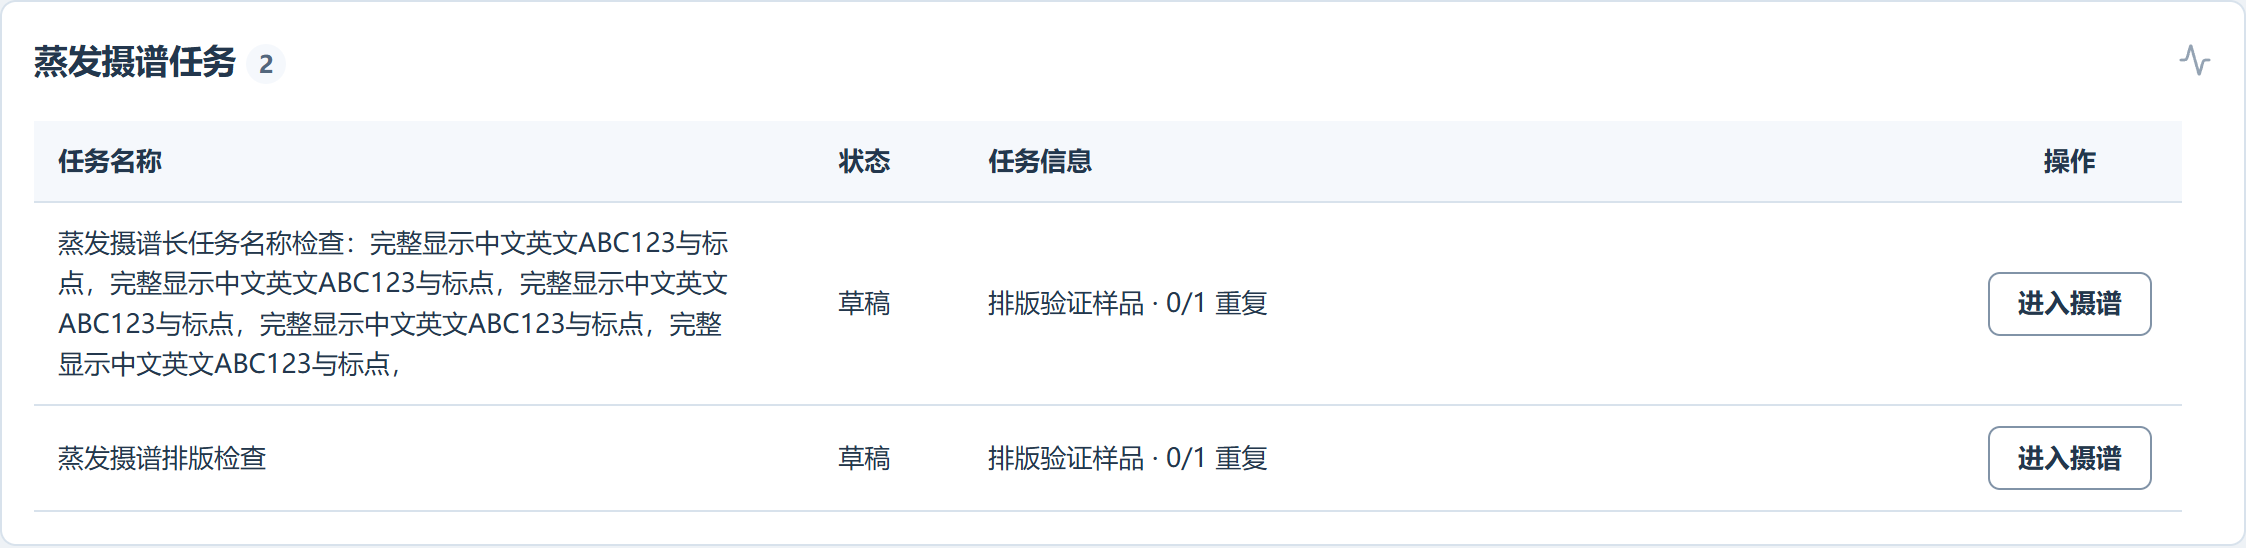 蒸发摄谱任务 2
任务名称 状态 任务信息 操作
蒸发摄谱长任务名称检查：完整显示中文英文ABC123与标
点，完整显示中文英文ABC123与标点，完整显示中文英文
ABC123与标点，完整显示中文英文ABC123与标点，完整
显示中文英文ABC123与标点，
草稿 排版验证样品 · 0/1 重复 进入摄谱
蒸发摄谱排版检查 草稿 排版验证样品 · 0/1 重复 进入摄谱